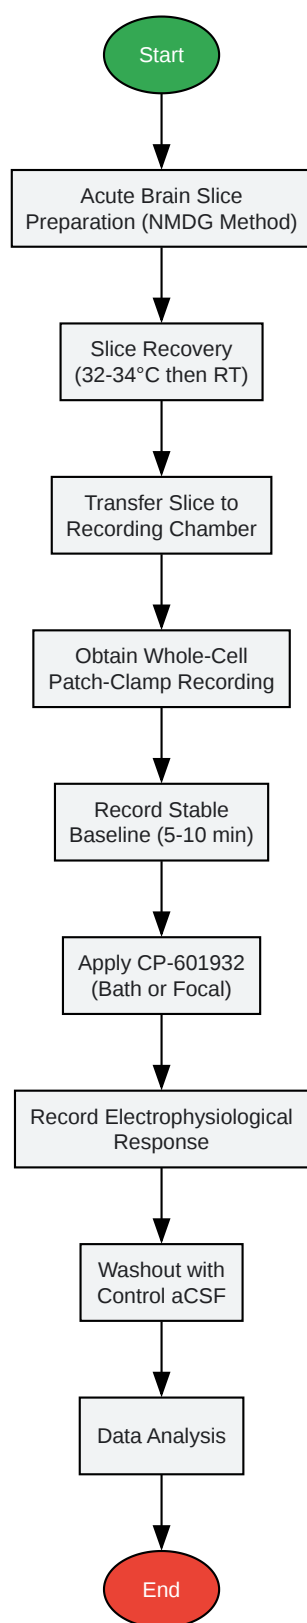 Start
Acute Brain Slice
Preparation (NMDG Method)
Slice Recovery
(32-34°C then RT)
Transfer Slice to
Recording Chamber
Obtain Whole-Cell
Patch-Clamp Recording
Record Stable
Baseline (5-10 min)
Apply CP-601932
(Bath or Focal)
Record Electrophysiological
Response
Washout with
Control aCSF
Data Analysis
End